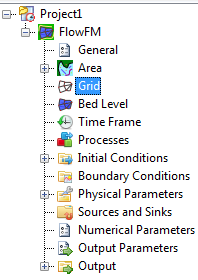 Project1
FlowFM
General
Area
Grid
Bed Level
Time Frame
Processes
Initial Conditions
Boundary Conditions
Physical Parameters
Sources and Sinks
Numerical Parameters
Output Parameters
Output